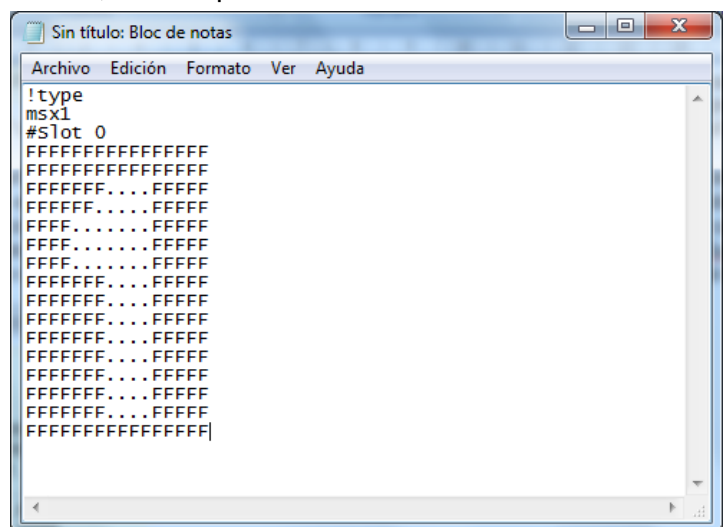 Sin título: Bloc de notas
Archivo Edición Formato Ver Ayuda
!type
msx1
#Slot 0
FFFFFFFFFFFFFFFF
FFFFFFFFFFFFFFFF
FFFFFFF....FFFFF
FFFFFF.....FFFFF
FFFF.......FFFFF
FFFF.......FFFFF
FFFF.......FFFFF
FFFFFFF....FFFFF
FFFFFFF....FFFFF
FFFFFFF....FFFFF
FFFFFFF....FFFFF
FFFFFFF....FFFFF
FFFFFFF....FFFFF
FFFFFFF....FFFFF
FFFFFFF....FFFFF
FFFFFFFFFFFFFFFF